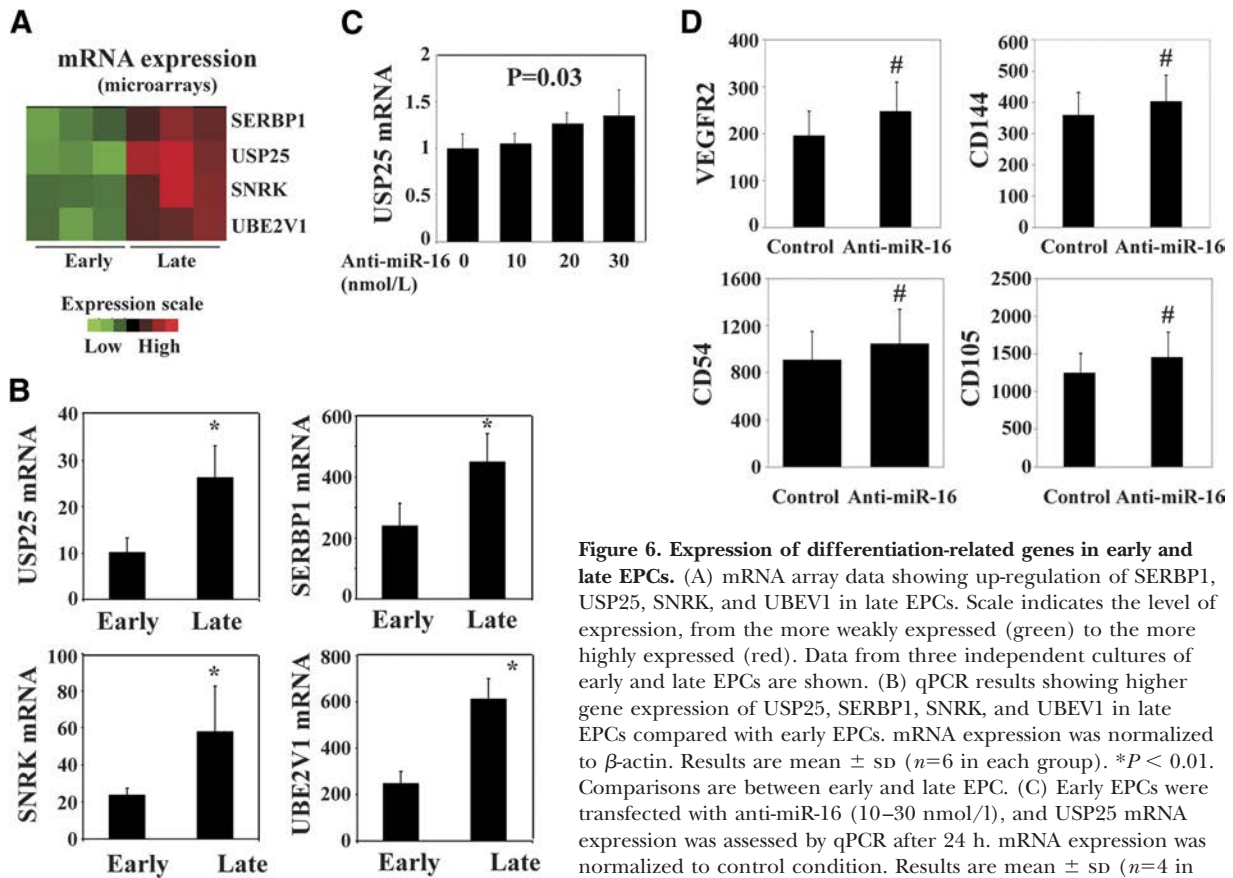 A
mRNA expression
(microarrays)
SERBP1
USP25
SNRK
UBE2V1
Early Late
Expression scale
Low High
B
USP25 mRNA
40
30
20
10
0
Early Late
*
SERBP1 mRNA
600
400
200
0
Early Late
*
SNRK mRNA
100
80
60
40
20
0
Early Late
*
UBE2V1 mRNA
800
600
400
200
0
Early Late
*
C
USP25 mRNA
2
1.5
1
0.5
0
P=0.03
Anti-miR-16 0 10 20 30
(nmol/L)
D
VEGFR2
400
300
200
100
0
#
Control Anti-miR-16
CD144
600
500
400
300
200
100
0
#
Control Anti-miR-16
CD54
1600
1200
800
400
0
#
Control Anti-miR-16
CD105
2500
2000
1500
1000
500
0
#
Control Anti-miR-16
Figure 6. Expression of differentiation-related genes in early and
late EPCs. (A) mRNA array data showing up-regulation of SERBP1,
USP25, SNRK, and UBEV1 in late EPCs. Scale indicates the level of
expression, from the more weakly expressed (green) to the more
highly expressed (red). Data from three independent cultures of
early and late EPCs are shown. (B) qPCR results showing higher
gene expression of USP25, SERBP1, SNRK, and UBEV1 in late
EPCs compared with early EPCs. mRNA expression was normalized
to β-actin. Results are mean ± SD (n=6 in each group). *P < 0.01.
Comparisons are between early and late EPC. (C) Early EPCs were
transfected with anti-miR-16 (10–30 nmol/l), and USP25 mRNA
expression was assessed by qPCR after 24 h. mRNA expression was
normalized to control condition. Results are mean ± SD (n=4 in